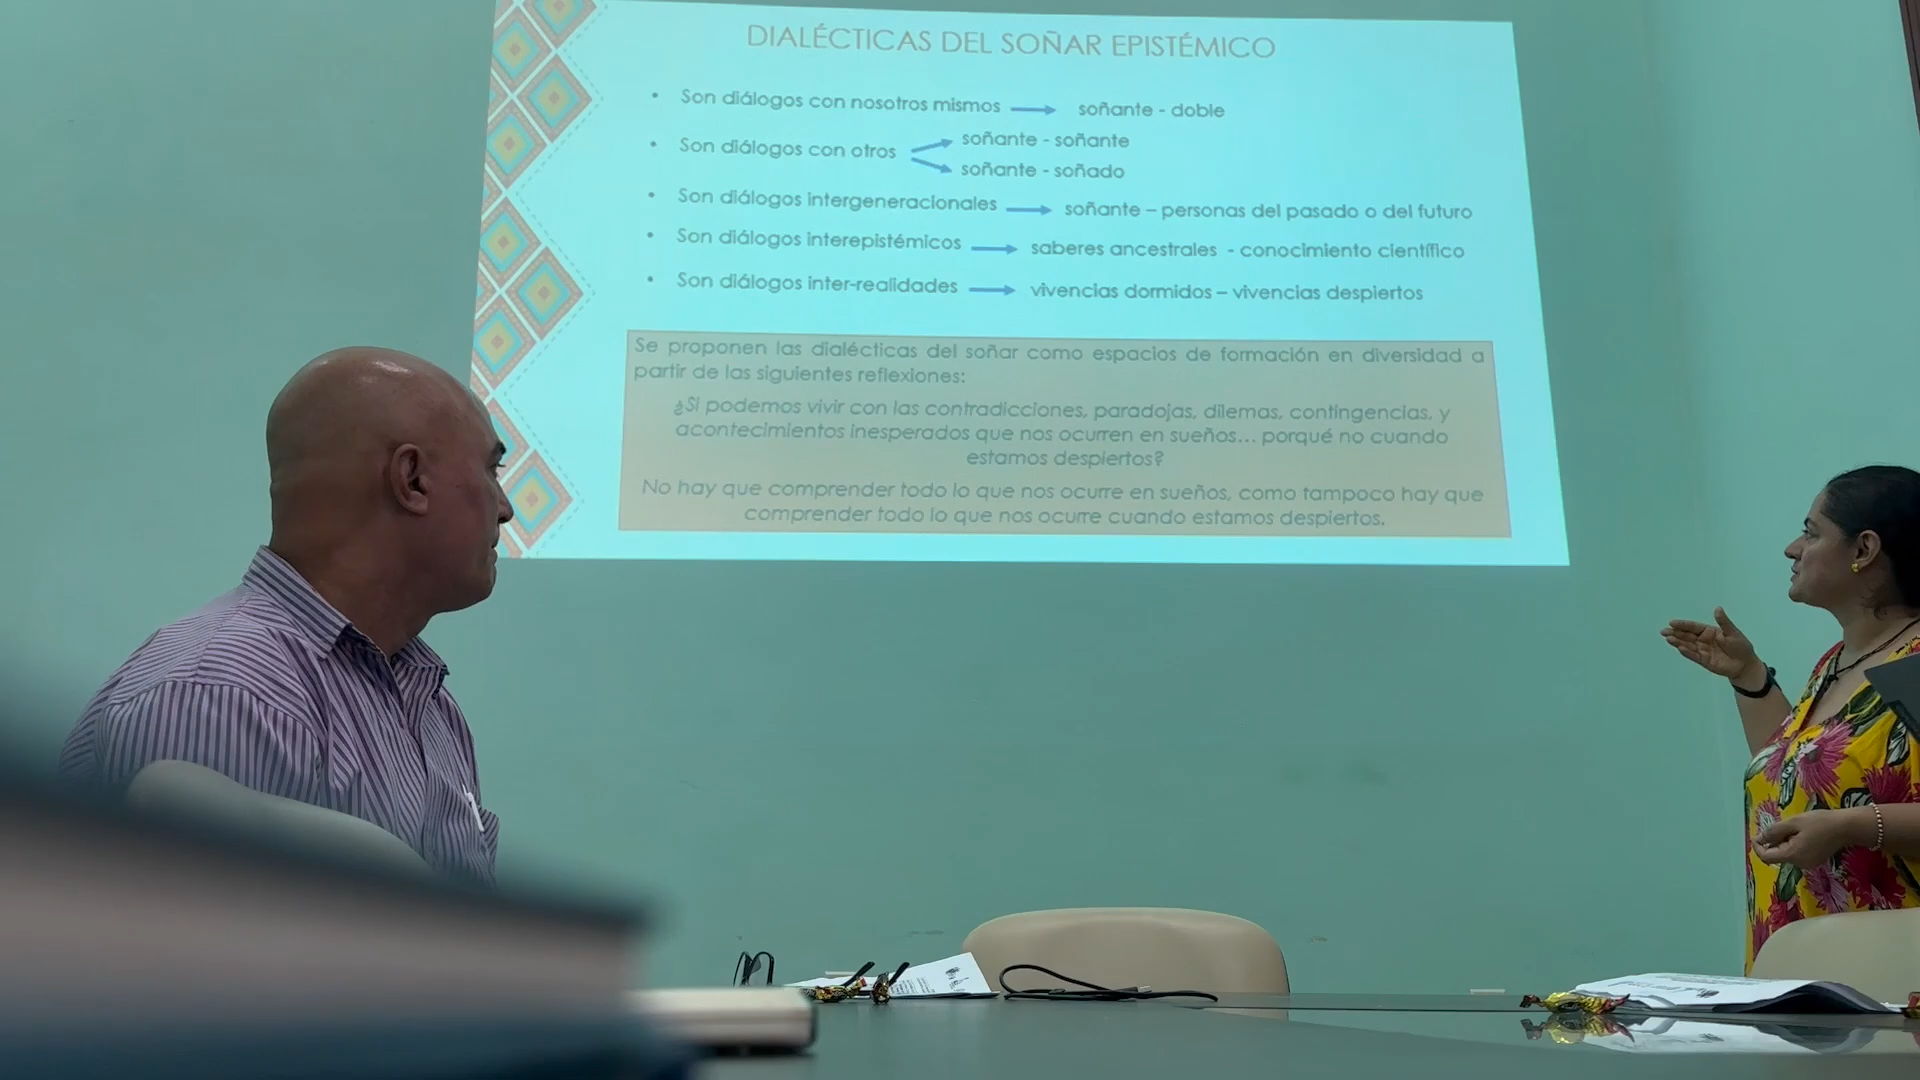 DIALÉCTICAS DEL SOÑAR EPISTÉMICO
• Son diálogos con nosotros mismos → soñante - doble
• Son diálogos con otros → soñante - soñante
→ soñante - soñado
• Son diálogos intergeneracionales → soñante – personas del pasado o del futuro
• Son diálogos interepistémicos → saberes ancestrales - conocimiento científico
• Son diálogos inter-realidades → vivencias dormidos – vivencias despiertos
Se proponen las dialécticas del soñar como espacios de formación en diversidad a
partir de las siguientes reflexiones:
¿Si podemos vivir con las contradicciones, paradojas, dilemas, contingencias, y
acontecimientos inesperados que nos ocurren en sueños... porqué no cuando
estamos despiertos?
No hay que comprender todo lo que nos ocurre en sueños, como tampoco hay que
comprender todo lo que nos ocurre cuando estamos despiertos.